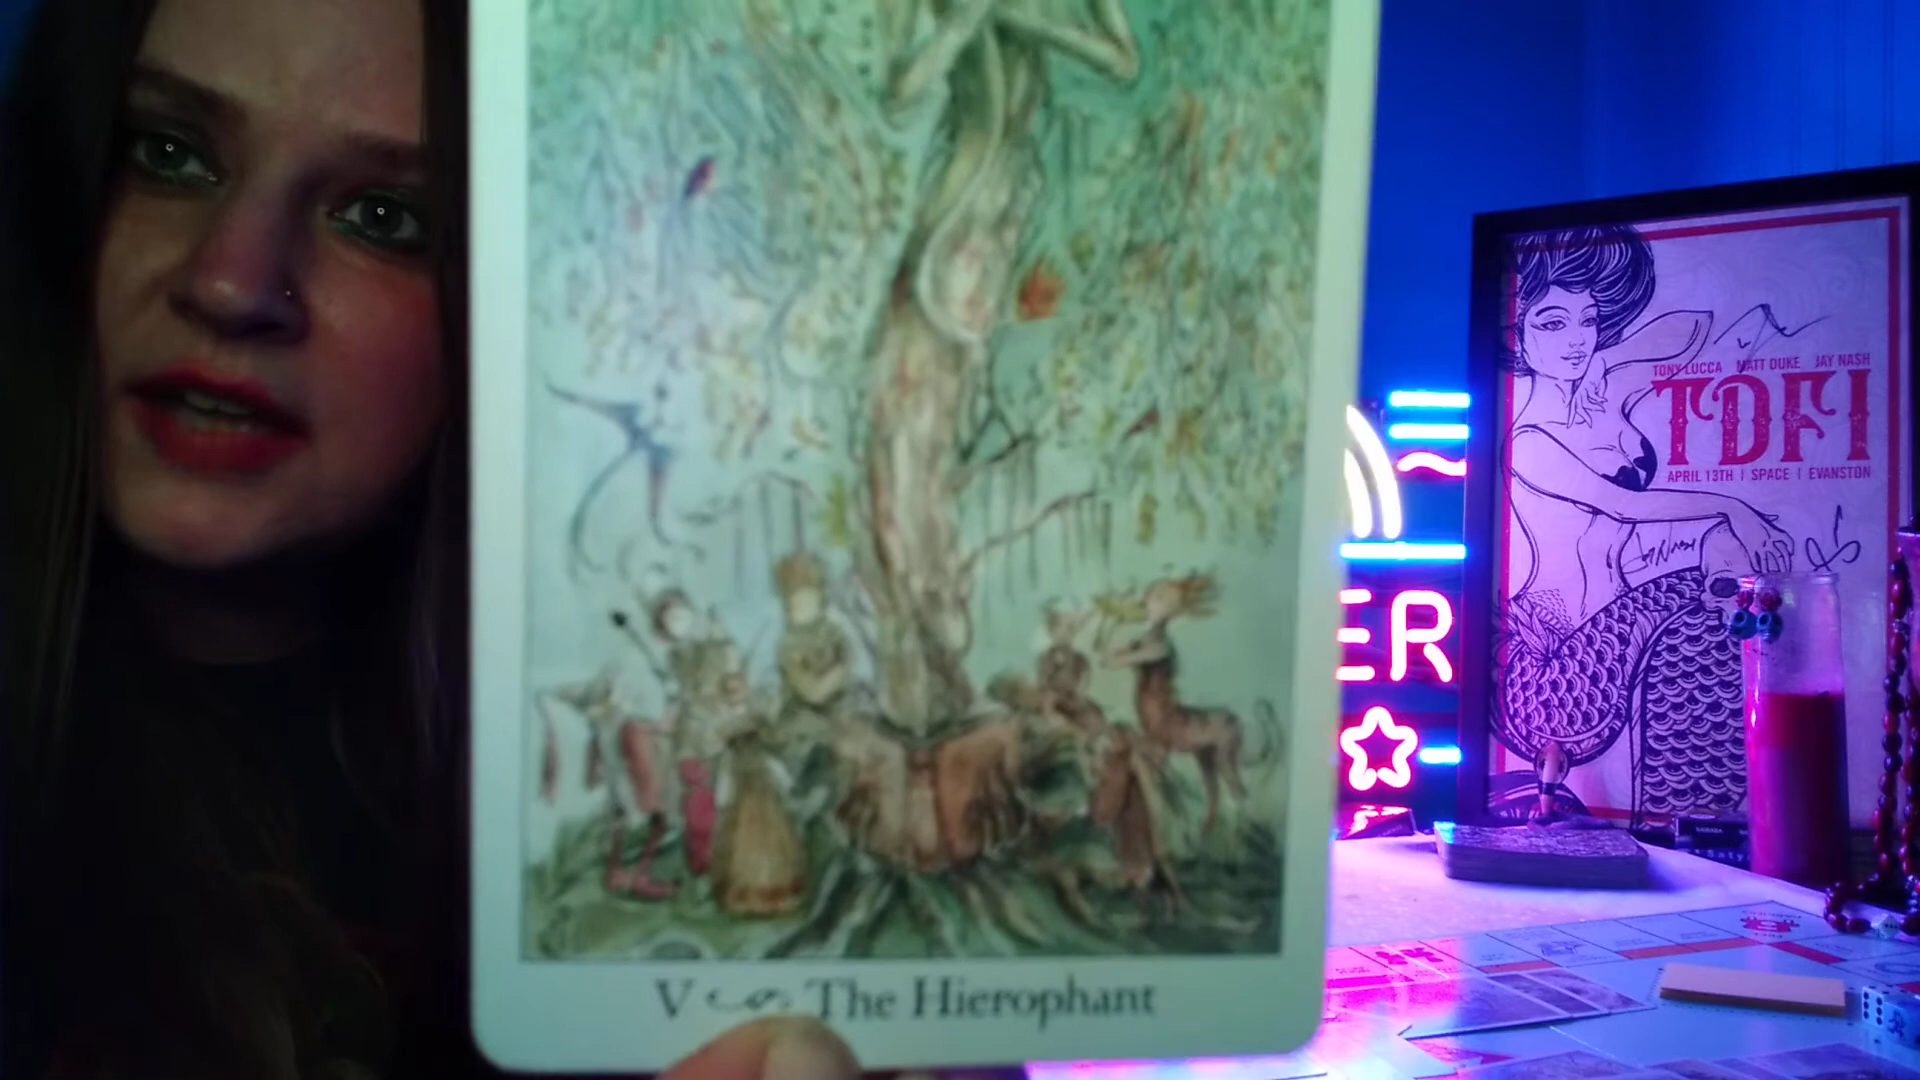 V The Hierophant
TONY LUCCA MATT DUKE JAY NASH
TDFI
APRIL 13TH | SPACE | EVANSTON
ER